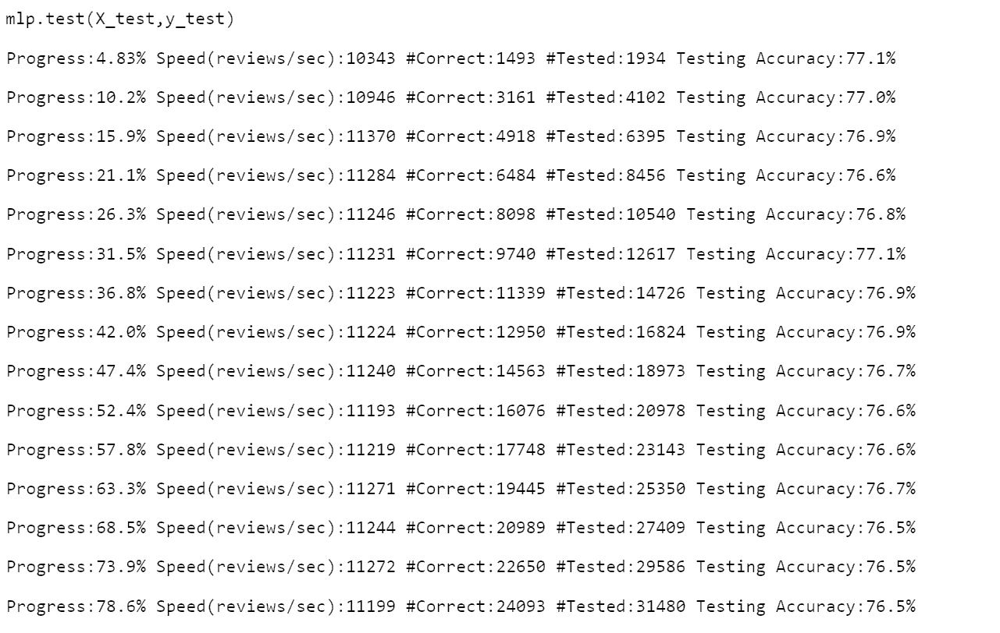 mlp.test(X_test,y_test)
Progress:4.83% Speed(reviews/sec):10343 #Correct:1493 #Tested:1934 Testing Accuracy:77.1%
Progress:10.2% Speed(reviews/sec):10946 #Correct:3161 #Tested:4102 Testing Accuracy:77.0%
Progress:15.9% Speed(reviews/sec):11370 #Correct:4918 #Tested:6395 Testing Accuracy:76.9%
Progress:21.1% Speed(reviews/sec):11284 #Correct:6484 #Tested:8456 Testing Accuracy:76.6%
Progress:26.3% Speed(reviews/sec):11246 #Correct:8098 #Tested:10540 Testing Accuracy:76.8%
Progress:31.5% Speed(reviews/sec):11231 #Correct:9740 #Tested:12617 Testing Accuracy:77.1%
Progress:36.8% Speed(reviews/sec):11223 #Correct:11339 #Tested:14726 Testing Accuracy:76.9%
Progress:42.0% Speed(reviews/sec):11224 #Correct:12950 #Tested:16824 Testing Accuracy:76.9%
Progress:47.4% Speed(reviews/sec):11240 #Correct:14563 #Tested:18973 Testing Accuracy:76.7%
Progress:52.4% Speed(reviews/sec):11193 #Correct:16076 #Tested:20978 Testing Accuracy:76.6%
Progress:57.8% Speed(reviews/sec):11219 #Correct:17748 #Tested:23143 Testing Accuracy:76.6%
Progress:63.3% Speed(reviews/sec):11271 #Correct:19445 #Tested:25350 Testing Accuracy:76.7%
Progress:68.5% Speed(reviews/sec):11244 #Correct:20989 #Tested:27409 Testing Accuracy:76.5%
Progress:73.9% Speed(reviews/sec):11272 #Correct:22650 #Tested:29586 Testing Accuracy:76.5%
Progress:78.6% Speed(reviews/sec):11199 #Correct:24093 #Tested:31480 Testing Accuracy:76.5%